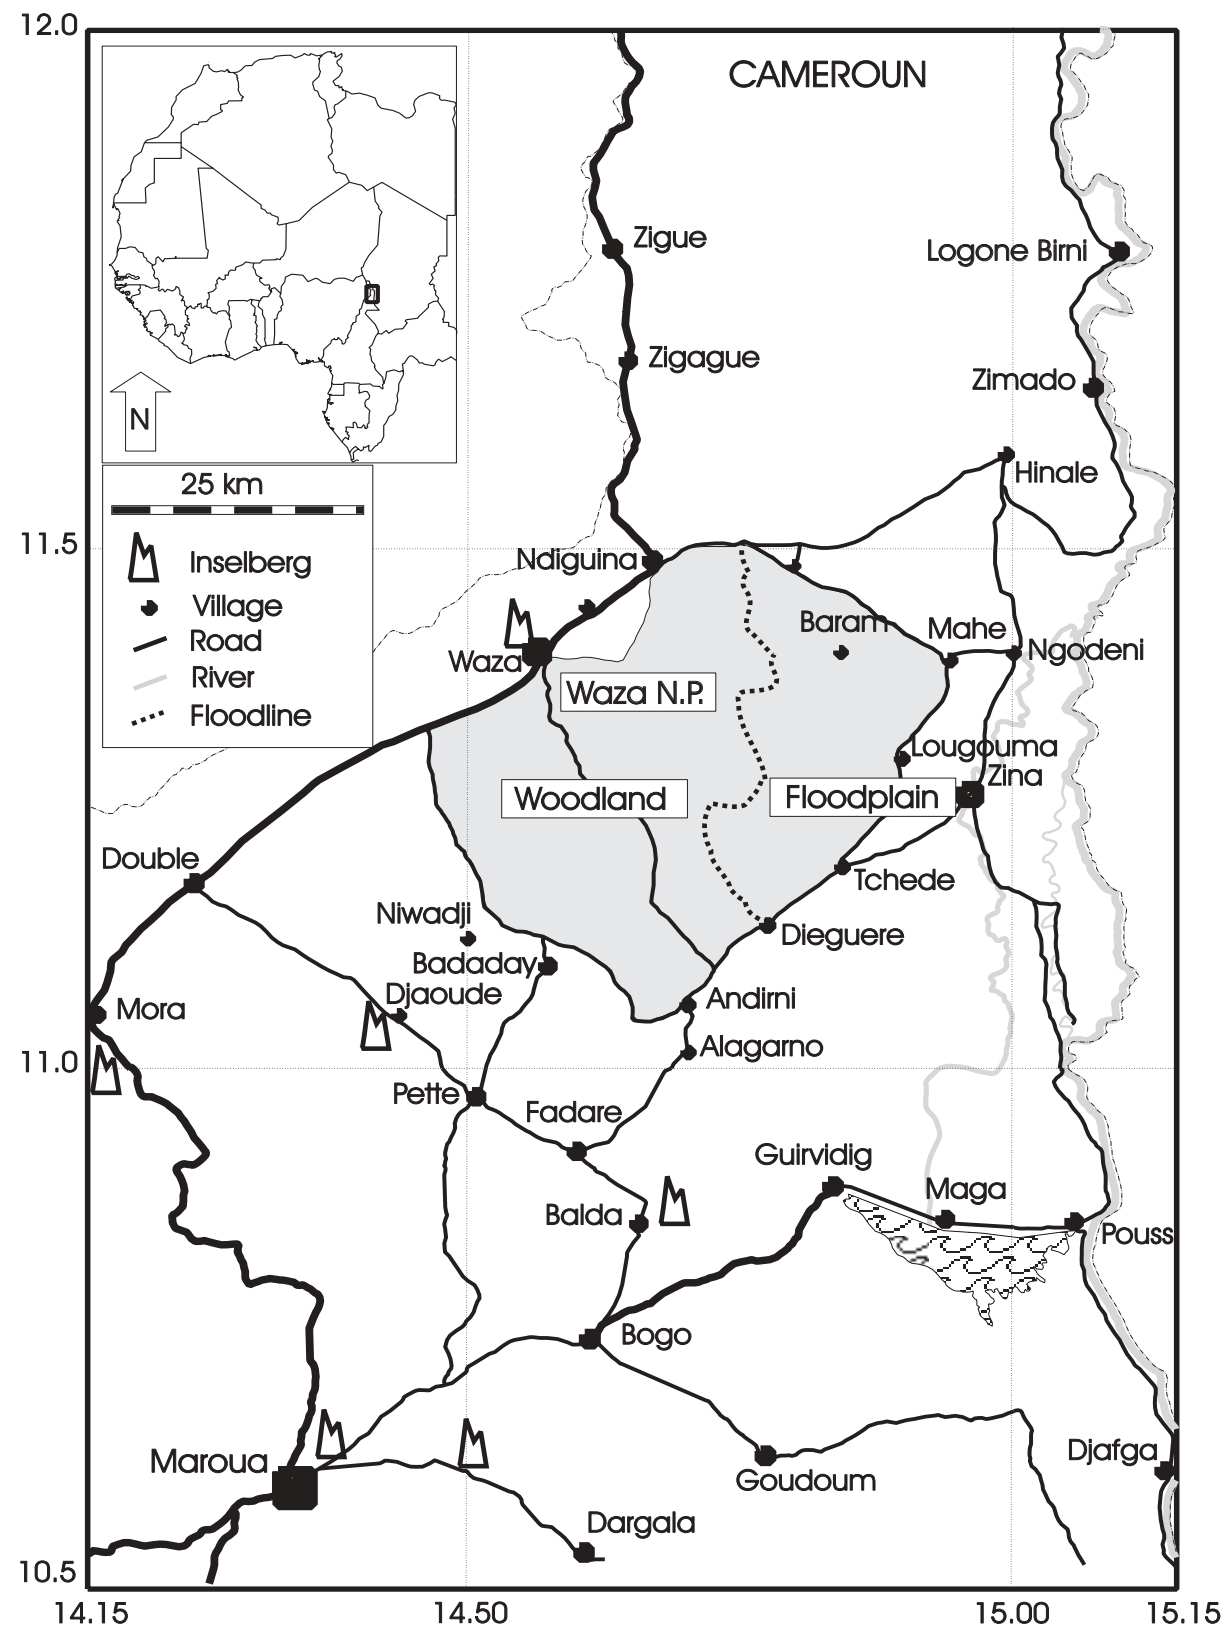 12.0
CAMEROUN
Zigue
Logone Birni
Zigague
Zimado
N
Hinale
25 km
11.5
Ndiguina
Inselberg
Village
Road
River
Floodline
Baram
Mahe
Ngodeni
Waza
Waza N.P.
Lougouma
Zina
Woodland
Floodplain
Double
Tchede
Niwadji
Dieguere
Badaday
Djaoude
Andirni
Mora
Alagarno
11.0
Pette
Fadare
Guirvidig
Maga
Balda
Pouss
Bogo
Maroua
Djafga
Goudoum
Dargala
10.5
14.15
14.50
15.00
15.15